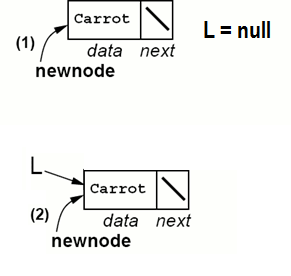 Carrot
L = null
(1)
data next
newnode
L
Carrot
(2)
data next
newnode